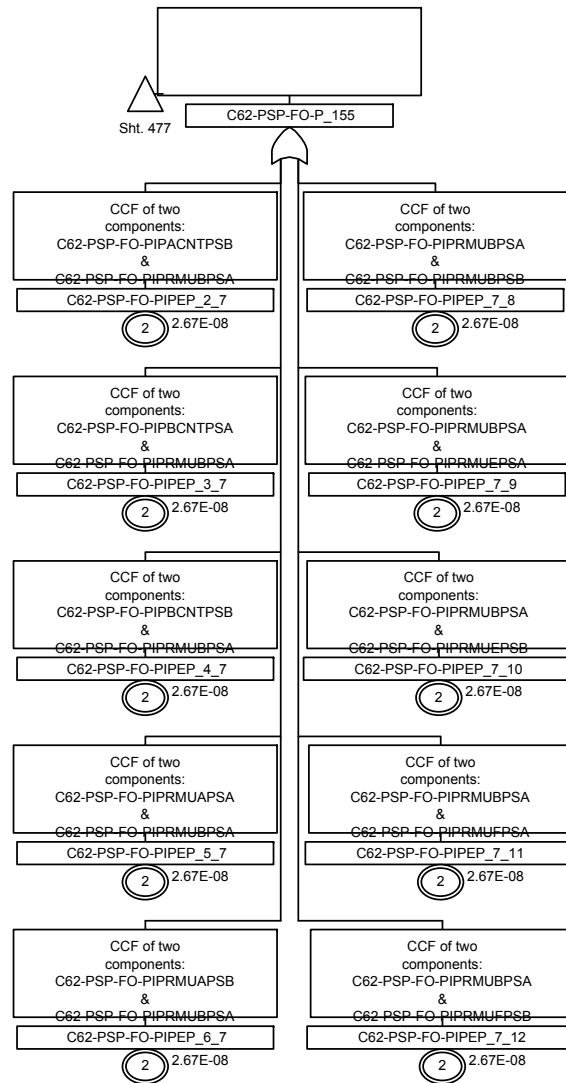 Sht. 477
C62-PSP-FO-P_155
CCF of two
components:
C62-PSP-FO-PIPACNTPSB
&
C62-PSP-FO-PIPRMUBPSA
C62-PSP-FO-PIPEP_2_7
2
2.67E-08
CCF of two
components:
C62-PSP-FO-PIPRMUBPSA
&
C62-PSP-FO-PIPRMUBPSB
C62-PSP-FO-PIPEP_7_8
2
2.67E-08
CCF of two
components:
C62-PSP-FO-PIPBCNTPSA
&
C62-PSP-FO-PIPRMUBPSA
C62-PSP-FO-PIPEP_3_7
2
2.67E-08
CCF of two
components:
C62-PSP-FO-PIPRMUBPSA
&
C62-PSP-FO-PIPRMUEPSA
C62-PSP-FO-PIPEP_7_9
2
2.67E-08
CCF of two
components:
C62-PSP-FO-PIPBCNTPSB
&
C62-PSP-FO-PIPRMUBPSA
C62-PSP-FO-PIPEP_4_7
2
2.67E-08
CCF of two
components:
C62-PSP-FO-PIPRMUBPSA
&
C62-PSP-FO-PIPRMUEPSB
C62-PSP-FO-PIPEP_7_10
2
2.67E-08
CCF of two
components:
C62-PSP-FO-PIPRMUAPSA
&
C62-PSP-FO-PIPRMUBPSA
C62-PSP-FO-PIPEP_5_7
2
2.67E-08
CCF of two
components:
C62-PSP-FO-PIPRMUBPSA
&
C62-PSP-FO-PIPRMUFPSA
C62-PSP-FO-PIPEP_7_11
2
2.67E-08
CCF of two
components:
C62-PSP-FO-PIPRMUAPSB
&
C62-PSP-FO-PIPRMUBPSA
C62-PSP-FO-PIPEP_6_7
2
2.67E-08
CCF of two
components:
C62-PSP-FO-PIPRMUBPSA
&
C62-PSP-FO-PIPRMUFPSB
C62-PSP-FO-PIPEP_7_12
2
2.67E-08